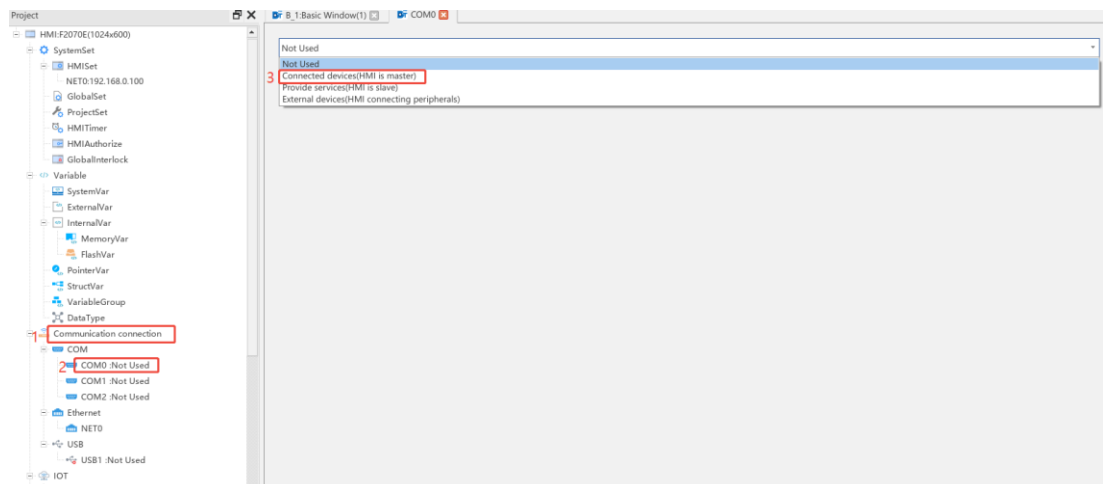 Project
B_1:Basic Window(1)
COM0
HMI:F2070E(1024x600)
SystemSet
HMISet
NET0:192.168.0.100
GlobalSet
ProjectSet
HMITimer
HMIAuthorize
GlobalInterlock
Variable
SystemVar
ExternalVar
InternalVar
MemoryVar
FlashVar
PointerVar
StructVar
VariableGroup
DataType
1 Communication connection
COM
2 COM0 :Not Used
COM1 :Not Used
COM2 :Not Used
Ethernet
NET0
USB
USB1 :Not Used
IOT
Not Used
Not Used
3 Connected devices(HMI is master)
Provide services(HMI is slave)
External devices(HMI connecting peripherals)